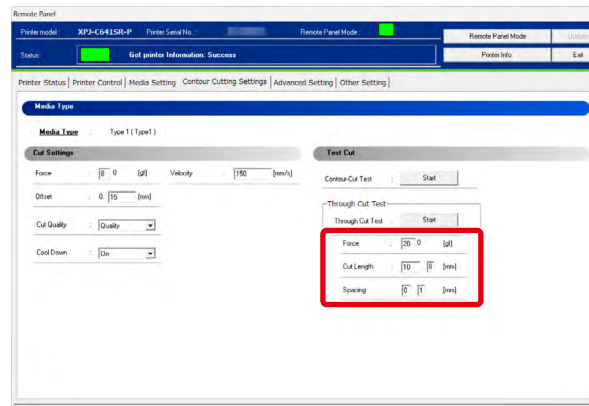 Remote Panel
Printer model : XPJ-C641SR-P Printer Serial No. : Remote Panel Mode : Remote Panel Mode Update
Status: Get printer Information: Success Printer Info. Exit
Printer Status Printer Control Media Setting Contour Cutting Settings Advanced Setting Other Setting
Media Type
Media Type : Type 1 ( Type1 )
Cut Settings Test Cut
Force : 8 0 [gf] Velocity : 150 [mm/s]
Contour-Cut Test : Start
Offset : 0. 15 [mm]
Through Cut Test
Through Cut Test : Start
Cut Quality : Quality
Force : 20 0 [gf]
Cool Down : On
Cut Length : 10 . 0 [mm]
Spacing : 0 . 1 [mm]